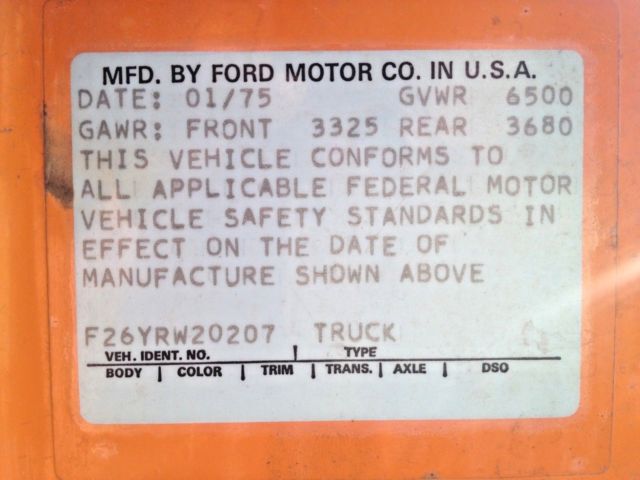 MFD. BY FORD MOTOR CO. IN U.S.A.
DATE: 01/75 GVWR 6500
GAWR: FRONT 3325 REAR 3680
THIS VEHICLE CONFORMS TO
ALL APPLICABLE FEDERAL MOTOR
VEHICLE SAFETY STANDARDS IN
EFFECT ON THE DATE OF
MANUFACTURE SHOWN ABOVE
F26YRW20207 TRUCK
VEH. IDENT. NO. | TYPE
BODY | COLOR | TRIM | TRANS. | AXLE | DSO